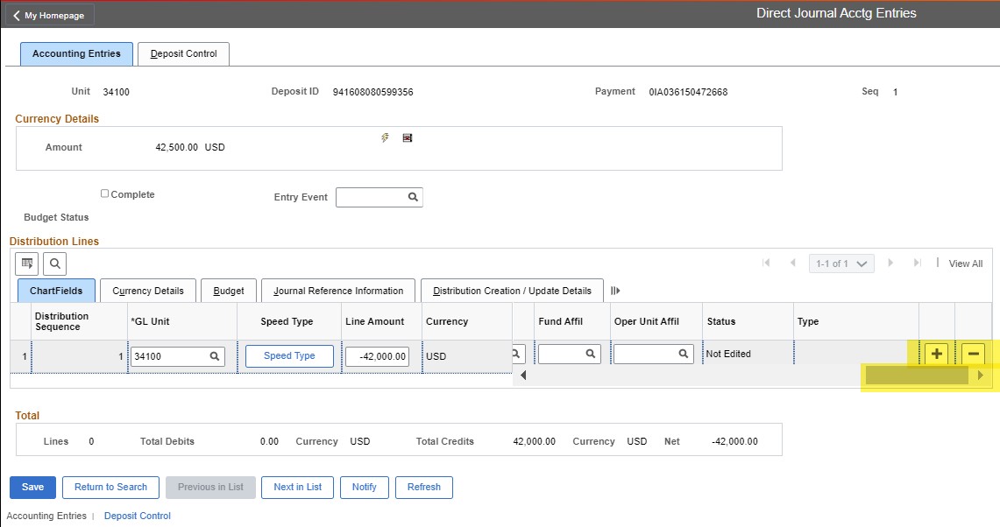 My Homepage
Direct Journal Acctg Entries
Accounting Entries
Deposit Control
Unit 34100 Deposit ID 941608080599356 Payment 0IA036150472668 Seq 1
Currency Details
Amount 42,500.00 USD
Complete
Entry Event
Budget Status
Distribution Lines
1-1 of 1
View All
ChartFields
Currency Details
Budget
Journal Reference Information
Distribution Creation / Update Details
Distribution Sequence *GL Unit Speed Type Line Amount Currency Fund Affil Oper Unit Affil Status Type
1 1 34100 Speed Type -42,000.00 USD Not Edited
Total
Lines 0 Total Debits 0.00 Currency USD Total Credits 42,000.00 Currency USD Net -42,000.00
Save
Return to Search
Previous in List
Next in List
Notify
Refresh
Accounting Entries | Deposit Control